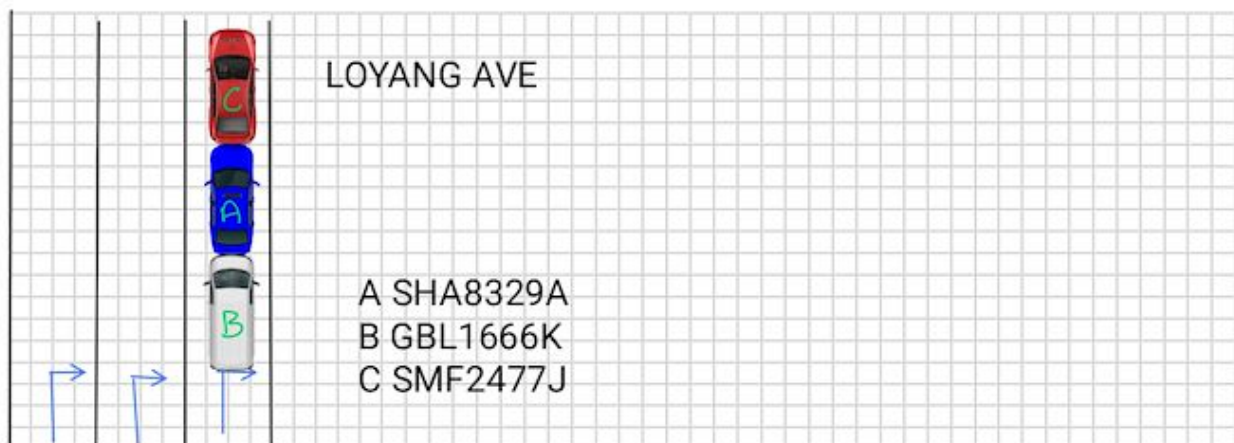 C
LOYANG AVE
A
B
A SHA8329A
B GBL1666K
C SMF2477J